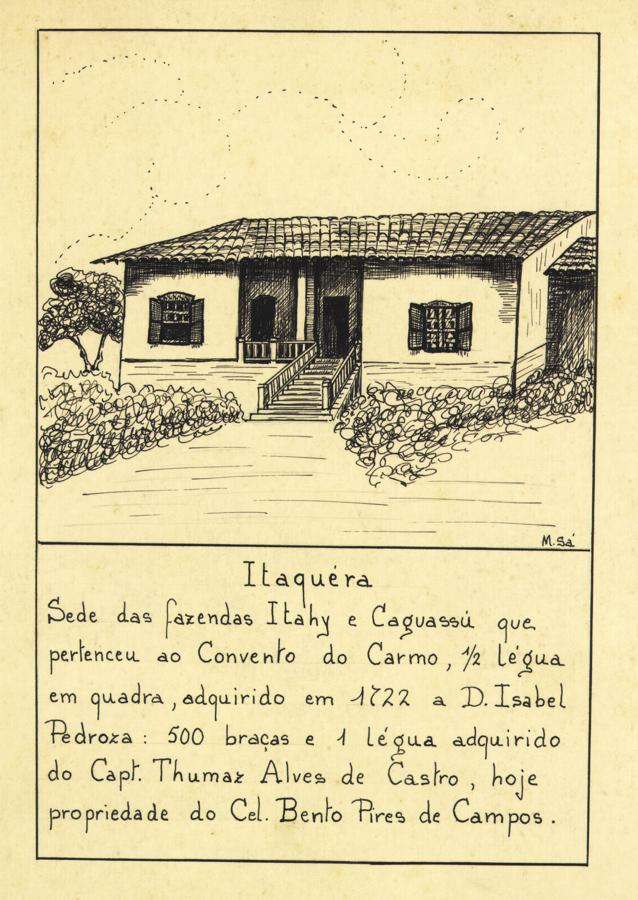 M. Sá
Itaquéra
Sede das fazendas Itahy e Caguassú que
pertenceu ao Convento do Carmo, 1/2 légua
em quadra, adquirido em 1722 a D. Isabel
Pedroza: 500 braças e 1 légua adquirido
do Capt. Thumaz Alves de Castro, hoje
propriedade do Cel. Bento Pires de Campos.